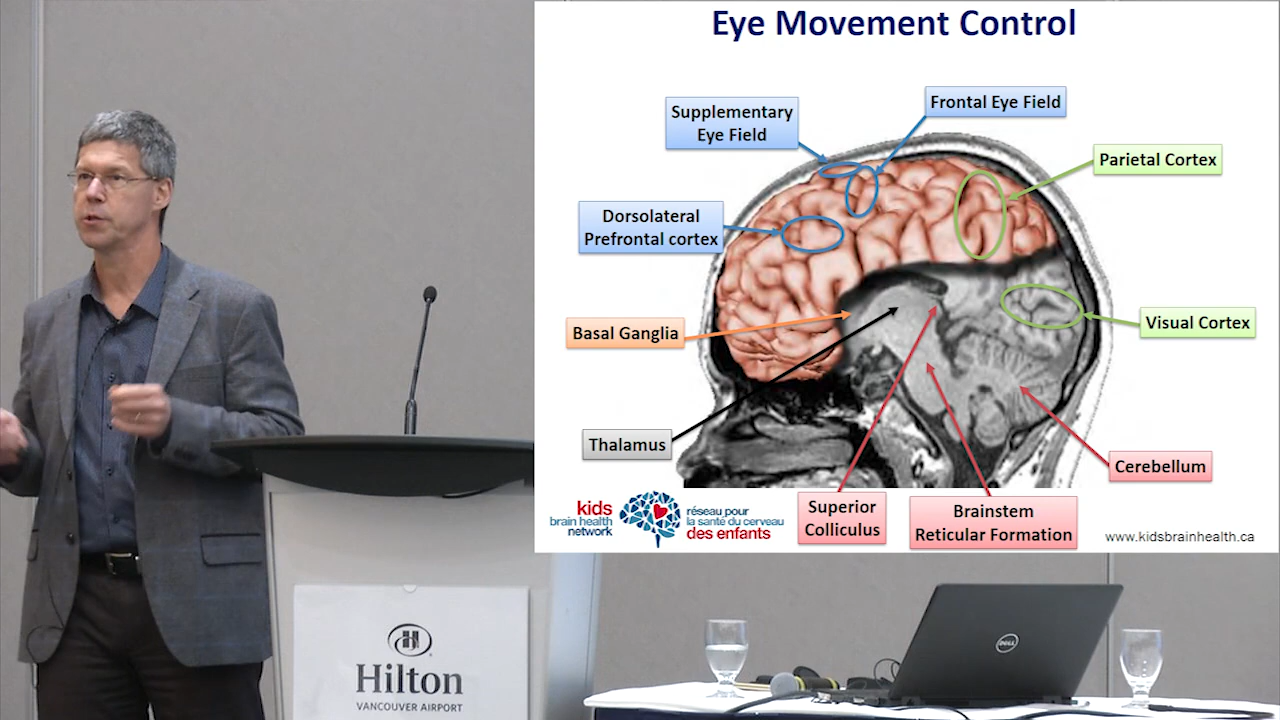 Eye Movement Control
Supplementary
Eye Field
Frontal Eye Field
Parietal Cortex
Dorsolateral
Prefrontal cortex
Basal Ganglia
Visual Cortex
Thalamus
Cerebellum
Superior
Colliculus
Brainstem
Reticular Formation
kids
brain health
network
réseau pour
la santé du cerveau
des enfants
www.kidsbrainhealth.ca
H
Hilton
VANCOUVER AIRPORT
DELL